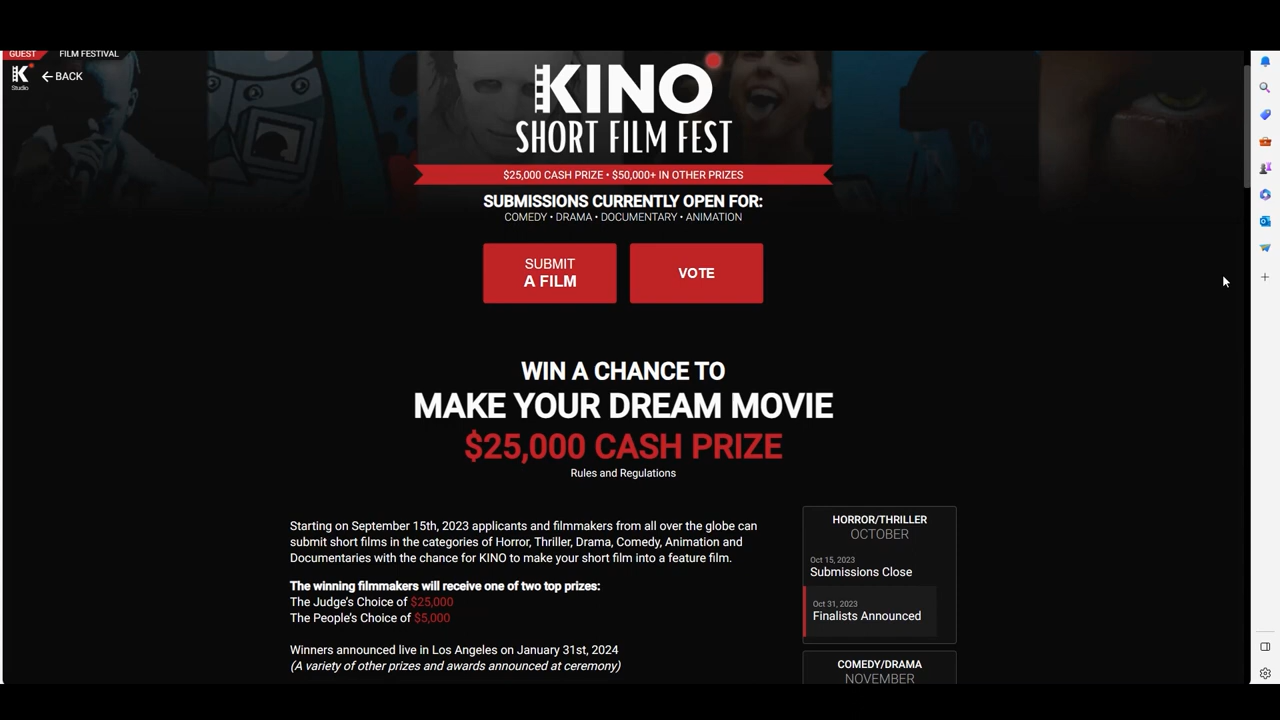 GUEST
FILM FESTIVAL
K
Studio
BACK
KINO
SHORT FILM FEST
$25,000 CASH PRIZE • $50,000+ IN OTHER PRIZES
SUBMISSIONS CURRENTLY OPEN FOR:
COMEDY • DRAMA • DOCUMENTARY • ANIMATION
SUBMIT
A FILM
VOTE
WIN A CHANCE TO
MAKE YOUR DREAM MOVIE
$25,000 CASH PRIZE
Rules and Regulations
Starting on September 15th, 2023 applicants and filmmakers from all over the globe can
submit short films in the categories of Horror, Thriller, Drama, Comedy, Animation and
Documentaries with the chance for KINO to make your short film into a feature film.
The winning filmmakers will receive one of two top prizes:
The Judge's Choice of $25,000
The People's Choice of $5,000
Winners announced live in Los Angeles on January 31st, 2024
(A variety of other prizes and awards announced at ceremony)
HORROR/THRILLER
OCTOBER
Oct 15, 2023
Submissions Close
Oct 31, 2023
Finalists Announced
COMEDY/DRAMA
NOVEMBER